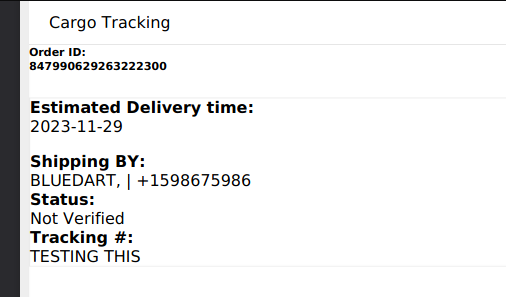 Cargo Tracking
Order ID:
847990629263222300
Estimated Delivery time:
2023-11-29
Shipping BY:
BLUEDART, | +1598675986
Status:
Not Verified
Tracking #:
TESTING THIS